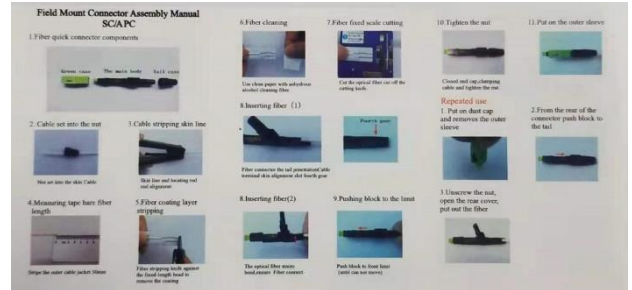 Field Mount Connector Assembly Manual
SC/APC
1.Fiber quick connector components
Green case The main body Tail case
2. Cable set into the nut
Nut set into the skin Cable
3.Cable stripping skin line
Skin line and locating rod
end alignment
4.Measuring tape bare fiber
length
Stripe the outer cable jacket 50mm
5.Fiber coating layer
stripping
Fiber stripping knife against
the fixed-length head to
remove the coating
6.Fiber cleaning
Use clean paper with anhydrous
alcohol cleaning fiber
7.Fiber fixed scale cutting
Cut the optical fiber cut off the
cutting knife.
8.Inserting fiber (1)
Fourth gear
Fiber connector the tail penetrationCable
terminal skin alignment slot fourth gear
8.Inserting fiber(2)
The optical fiber micro
bend,ensure Fiber connect
9.Pushing block to the limit
Push block to front limit
(until can not move)
10.Tighten the nut
Closed end cap,clamping
cable and tighten the nut.
11.Put on the outer sleeve
Repeated use
1. Put on dust cap
and removes the outer
sleeve
2.From the rear of the
connector push block to
the tail
3.Unscrew the nut,
open the rear cover,
put out the fiber